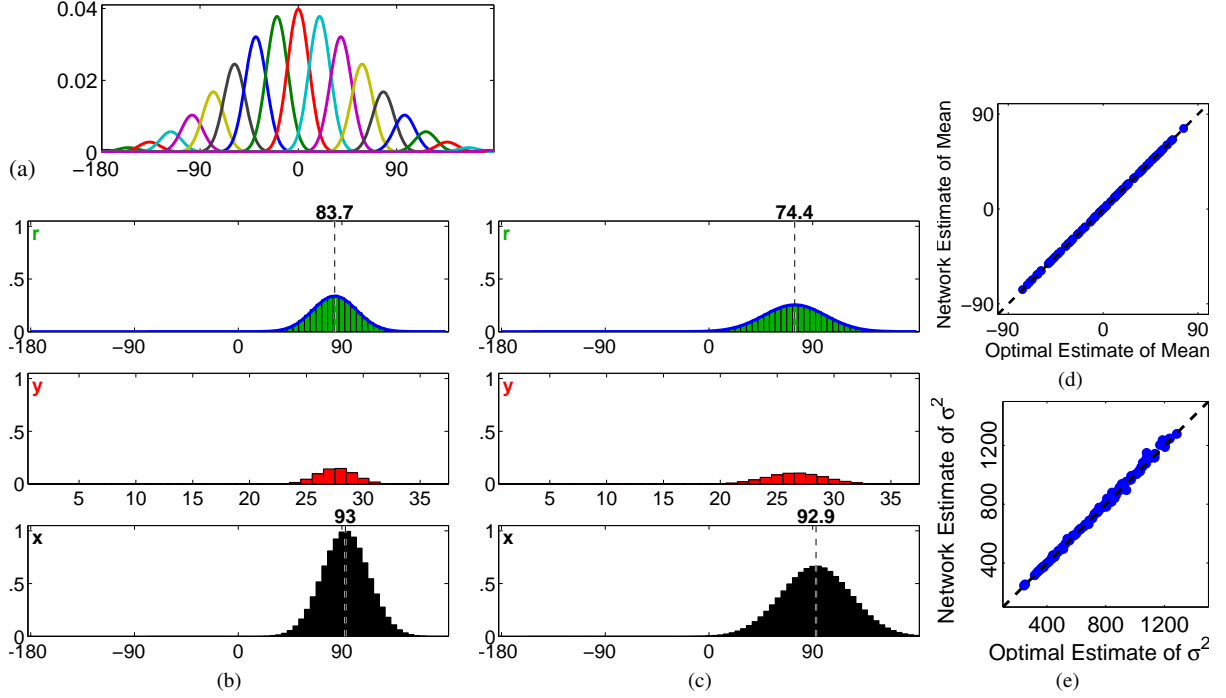 0.04
0.02
0
-180 -90 0 90
(a)
83.7
r
1
.5
0
-180 -90 0 90
y
1
.5
0
5 10 15 20 25 30 35
93
x
1
.5
0
-180 -90 0 90
(b)
74.4
r
1
.5
0
-180 -90 0 90
y
1
.5
0
5 10 15 20 25 30 35
92.9
x
1
.5
0
-180 -90 0 90
(c)
Network Estimate of Mean
90
0
−90
−90 0 90
Optimal Estimate of Mean
(d)
Network Estimate of σ²
1200
800
400
400 800 1200
Optimal Estimate of σ²
(e)